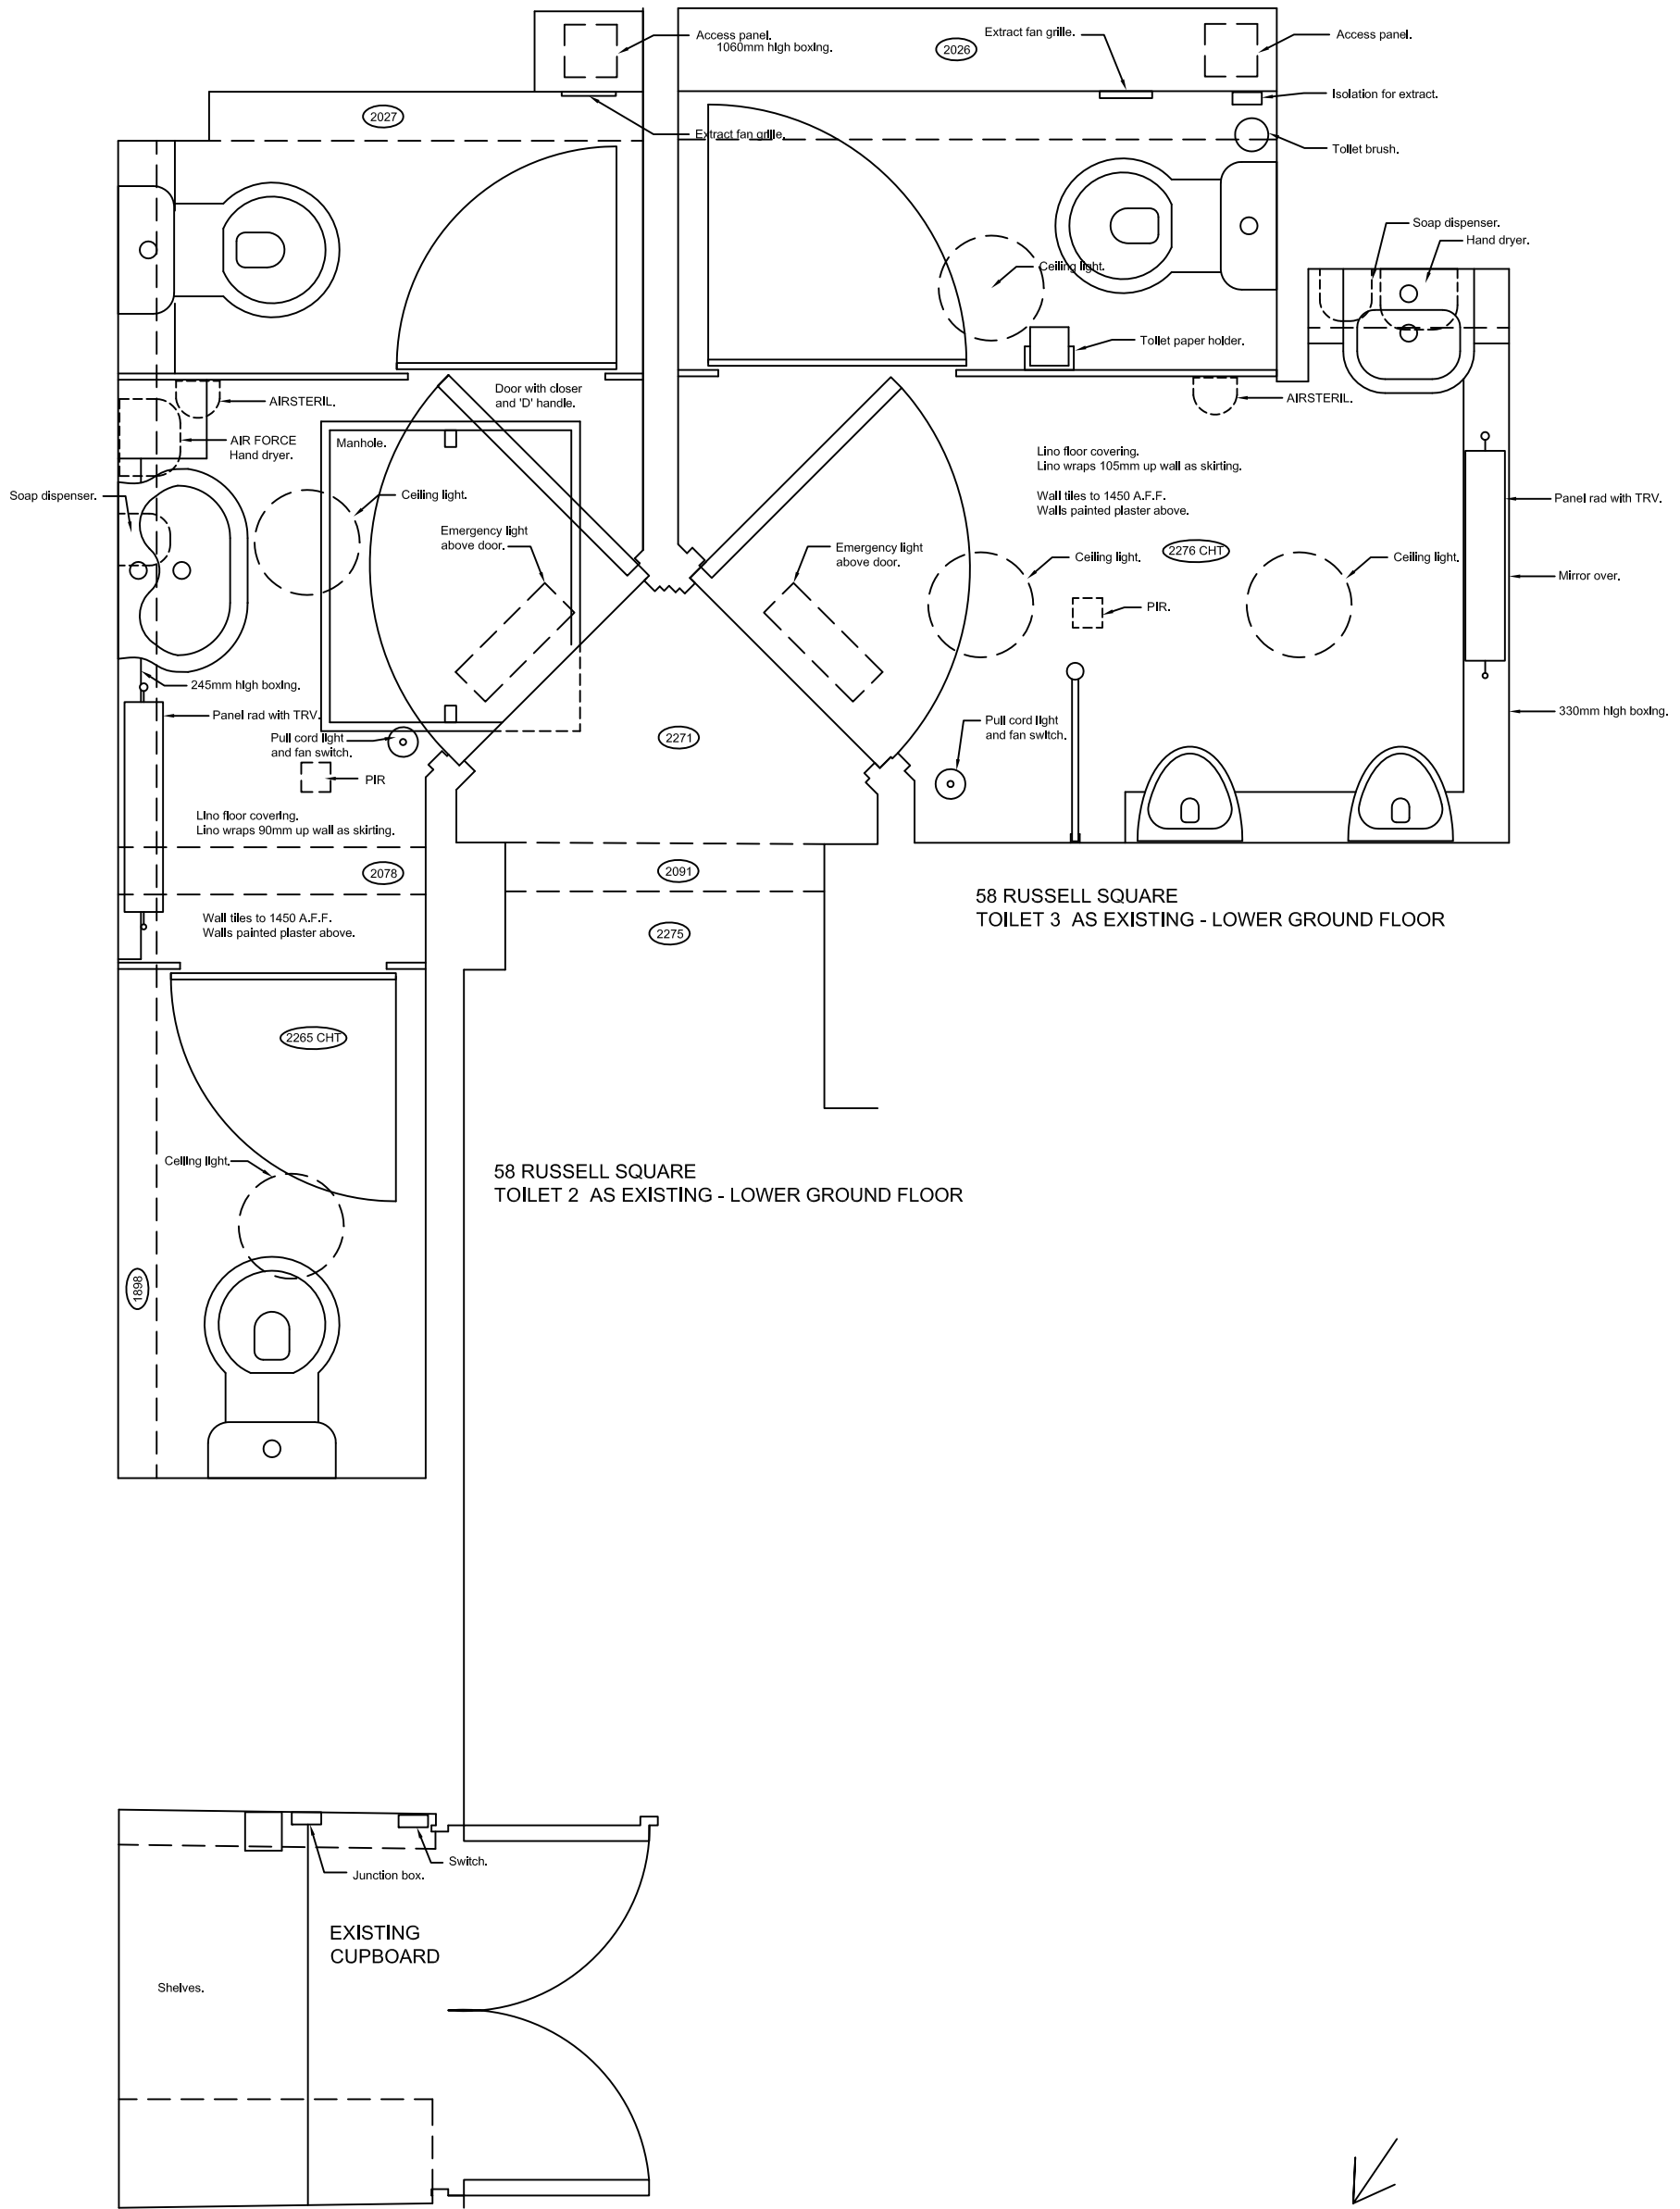 Access panel.
1060mm high boxing.
2026
Extract fan grille.
Access panel.
Isolation for extract.
2027
Extract fan grille.
Toilet brush.
Soap dispenser.
Hand dryer.
Ceiling light.
Toilet paper holder.
Door with closer
and 'D' handle.
AIRSTERIL.
AIRSTERIL.
AIR FORCE
Hand dryer.
Manhole.
Lino floor covering.
Lino wraps 105mm up wall as skirting.
Wall tiles to 1450 A.F.F.
Walls painted plaster above.
Soap dispenser.
Ceiling light.
Panel rad with TRV.
Emergency light
above door.
Emergency light
above door.
Ceiling light.
2276 CHT
Ceiling light.
Mirror over.
PIR.
245mm high boxing.
Panel rad with TRV.
330mm high boxing.
Pull cord light
and fan switch.
2271
Pull cord light
and fan switch.
PIR
Lino floor covering.
Lino wraps 90mm up wall as skirting.
2078
2091
58 RUSSELL SQUARE
TOILET 3 AS EXISTING - LOWER GROUND FLOOR
Wall tiles to 1450 A.F.F.
Walls painted plaster above.
2275
2265 CHT
Ceiling light.
58 RUSSELL SQUARE
TOILET 2 AS EXISTING - LOWER GROUND FLOOR
1898
Switch.
Junction box.
EXISTING
CUPBOARD
Shelves.